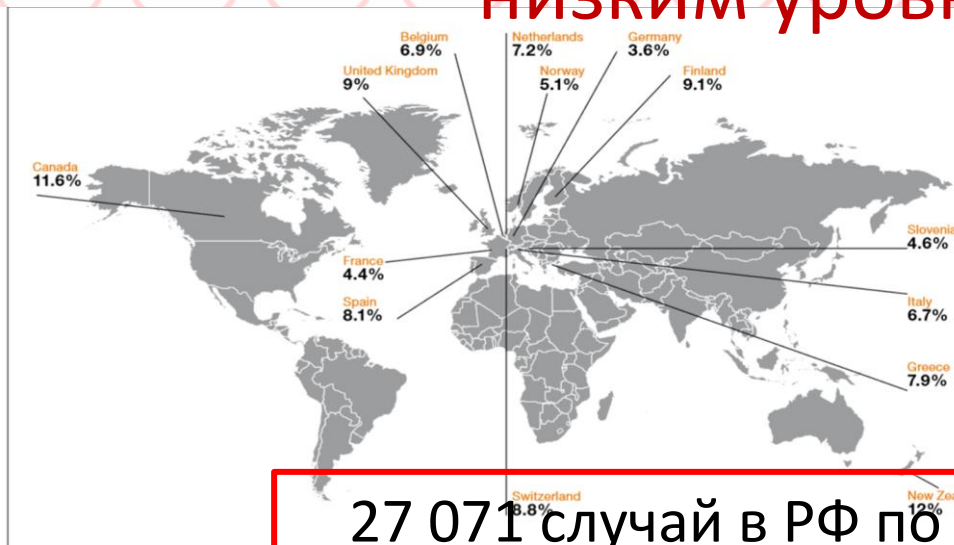 низким
Belgium
6.9%
Netherlands
7.2%
Germany
3.6%
United Kingdom
9%
Norway
5.1%
Finland
9.1%
Canada
11.6%
Slovenia
4.6%
France
4.4%
Spain
8.1%
Italy
6.7%
Greece
7.9%
Switzerland
8.8%
New
12%
27 071 случай в РФ по